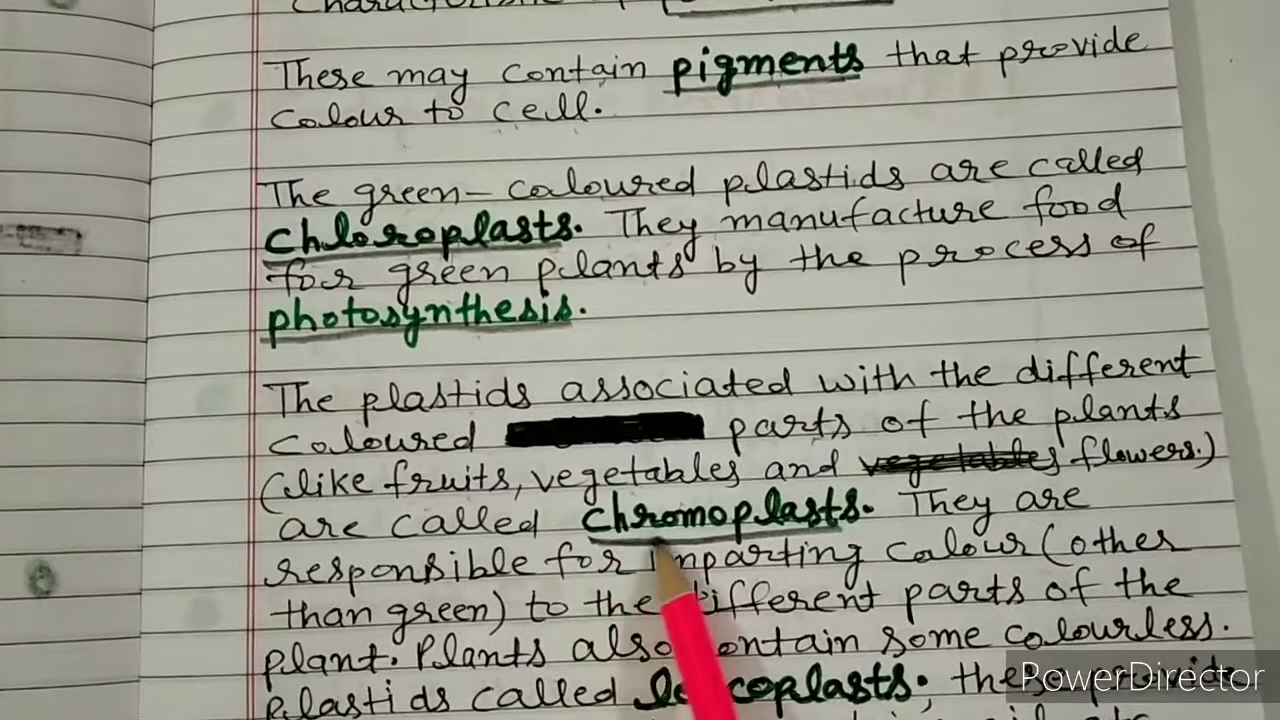 These may contain pigments that provide
colour to cell.
The green-coloured plastids are called
chloroplasts. They manufacture food
for green plants by the process of
photosynthesis.
The plastids associated with the different
coloured parts of the plants
(like fruits, vegetables and vegetables flowers.)
are called chromoplasts. They are
responsible for imparting colour (other
than green) to the different parts of the
plant. Plants also contain some colourless.
plastids called leucoplasts., these provide
PowerDirector